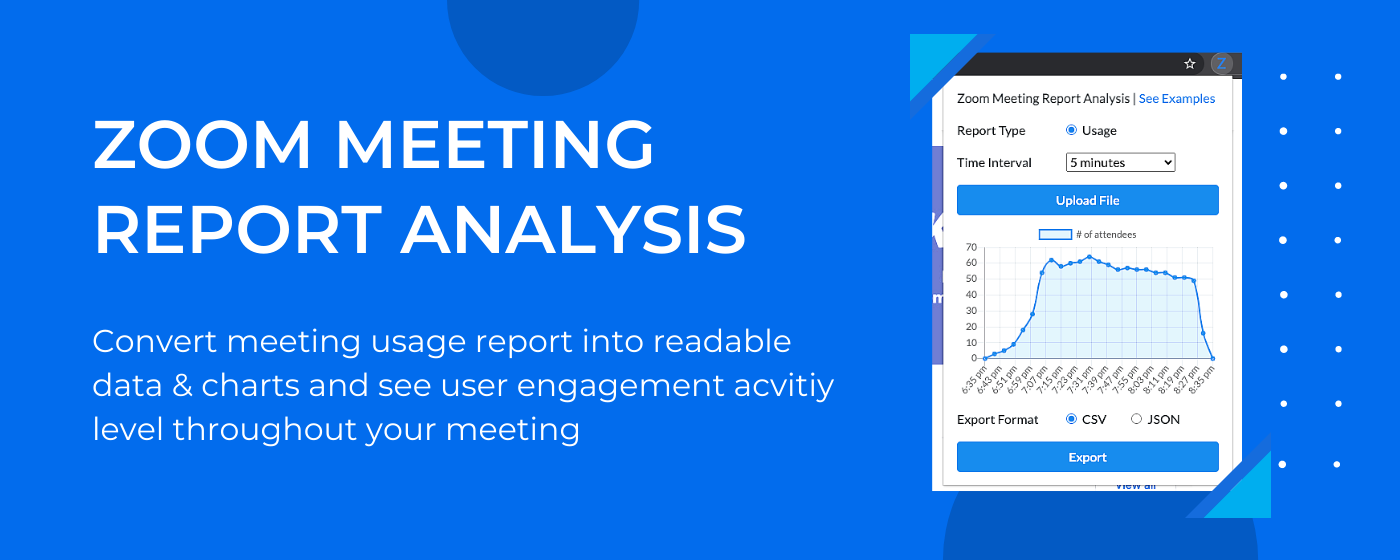 ZOOM MEETING
REPORT ANALYSIS
Convert meeting usage report into readable
data & charts and see user engagement acvitiy
level throughout your meeting
Z
Zoom Meeting Report Analysis | See Examples
Report Type Usage
Time Interval 5 minutes
Upload File
# of attendees
70
60
50
40
30
20
10
0
6:35 pm 6:43 pm 6:51 pm 6:59 pm 7:07 pm 7:15 pm 7:23 pm 7:31 pm 7:39 pm 7:47 pm 7:55 pm 8:03 pm 8:11 pm 8:19 pm 8:27 pm 8:35 pm
Export Format CSV JSON
Export
View all